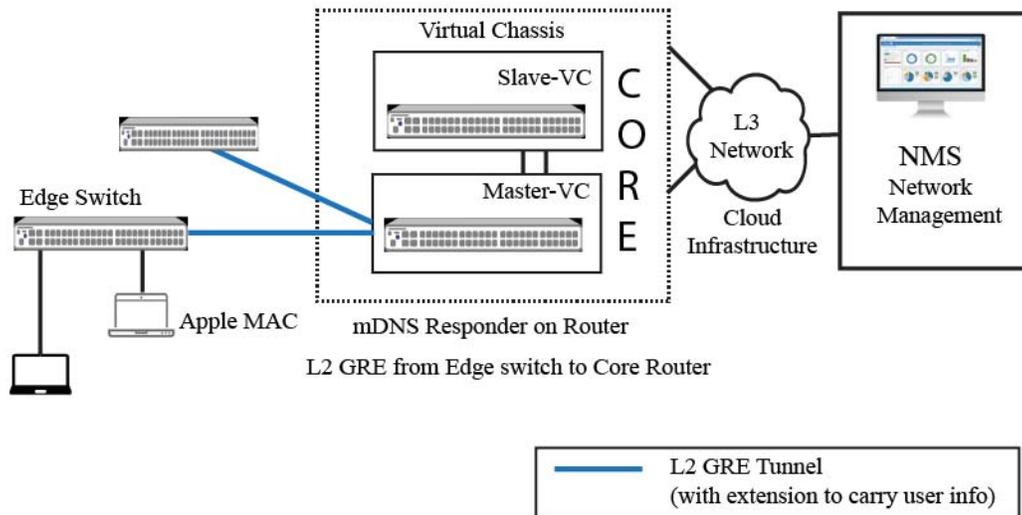 Virtual Chassis
Slave-VC
CORE
L3
Network
NMS
Network
Management
Master-VC
Edge Switch
Cloud
Infrastructure
Apple MAC
mDNS Responder on Router
L2 GRE from Edge switch to Core Router
L2 GRE Tunnel
(with extension to carry user info)